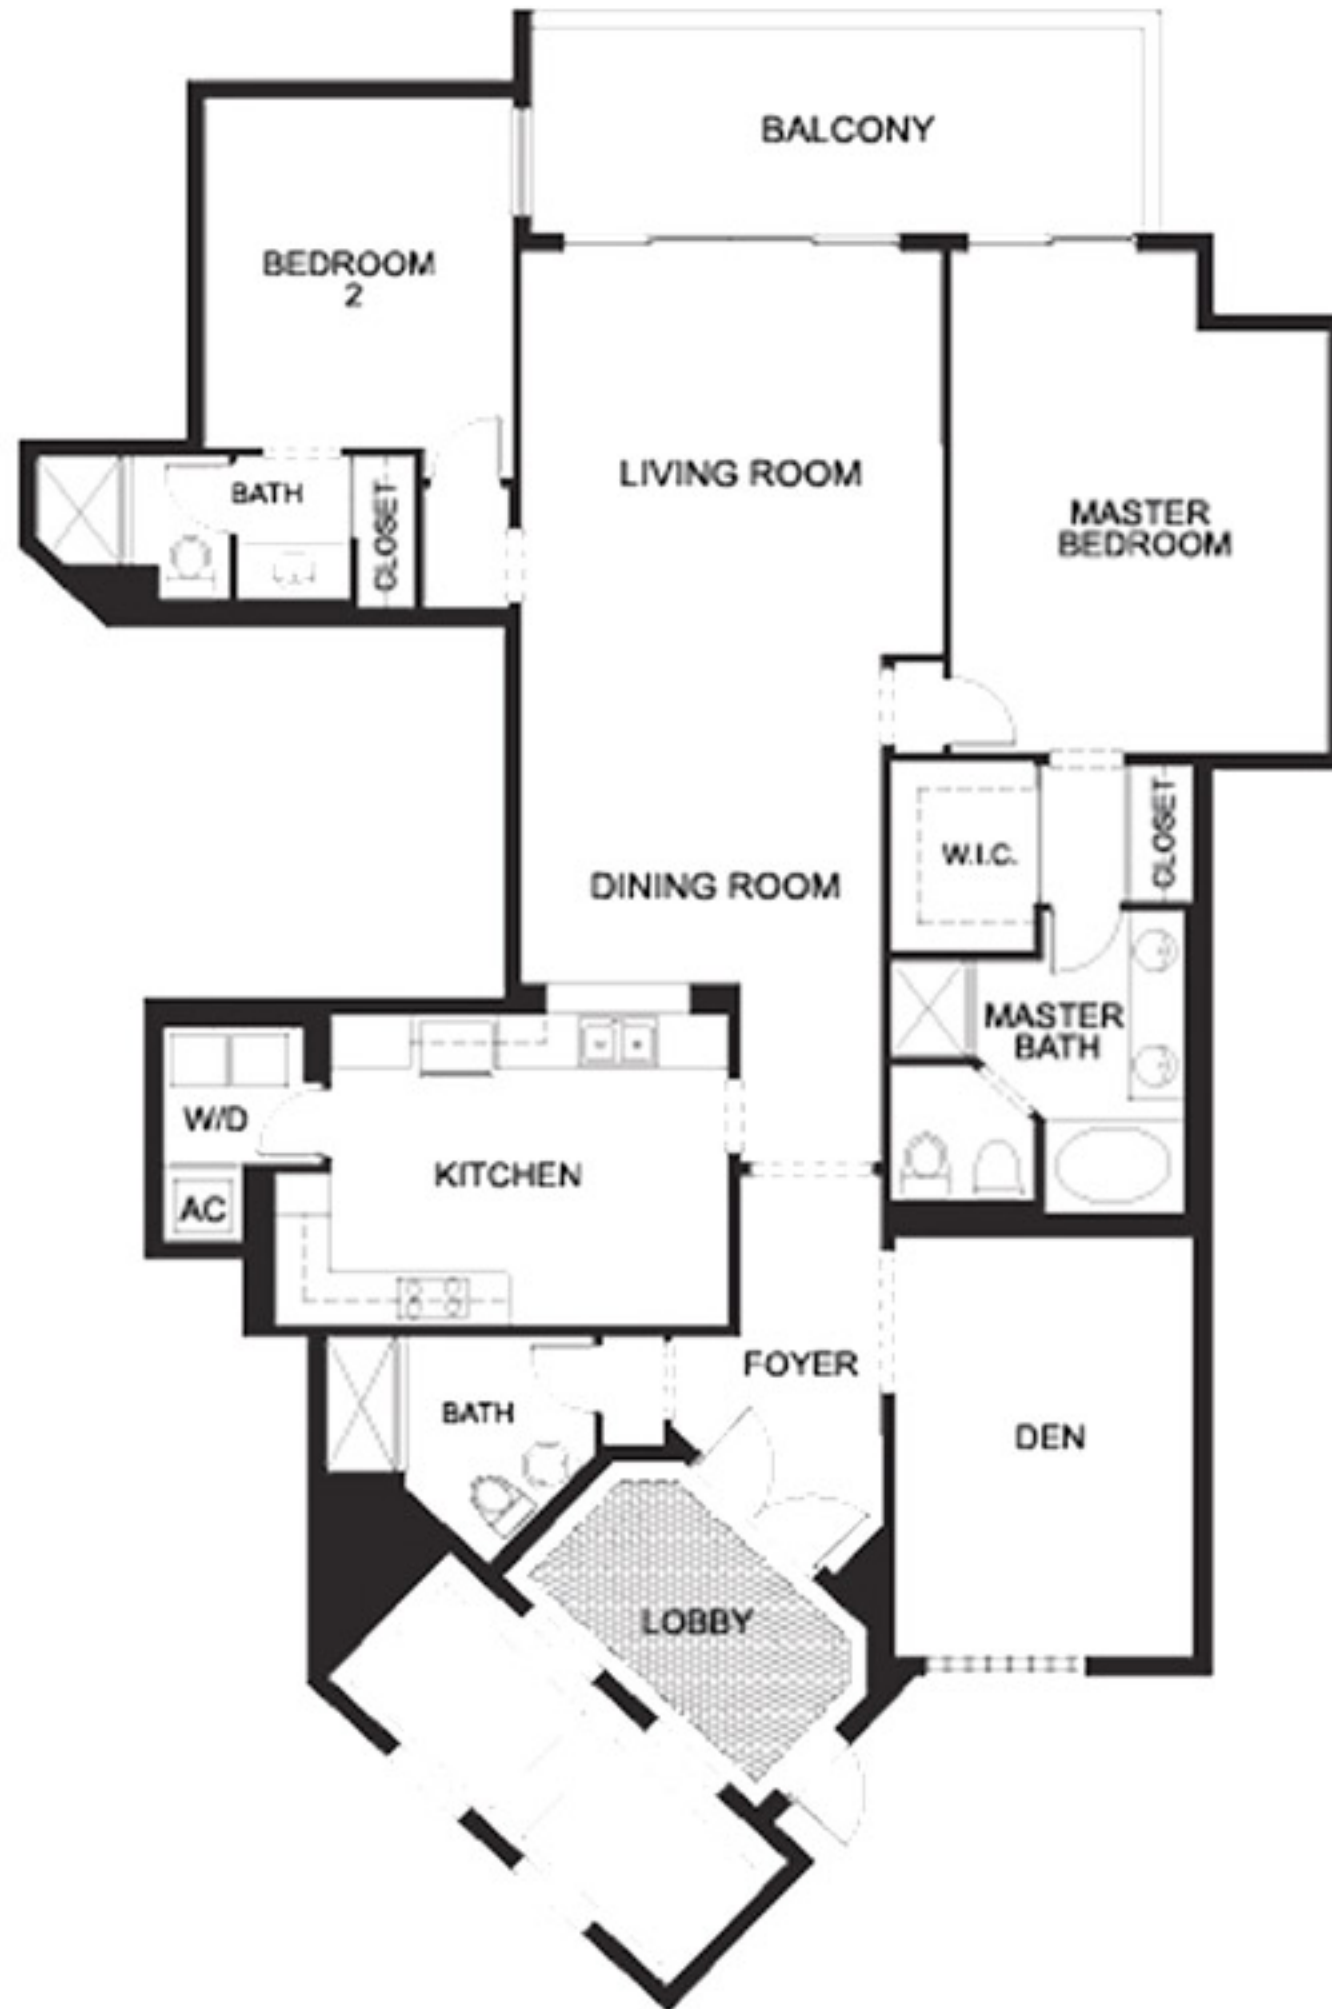 BALCONY
BEDROOM
2
LIVING ROOM
BATH
CLOSET
MASTER
BEDROOM
W.I.C.
CLOSET
DINING ROOM
MASTER
BATH
W/D
KITCHEN
AC
FOYER
BATH
DEN
LOBBY